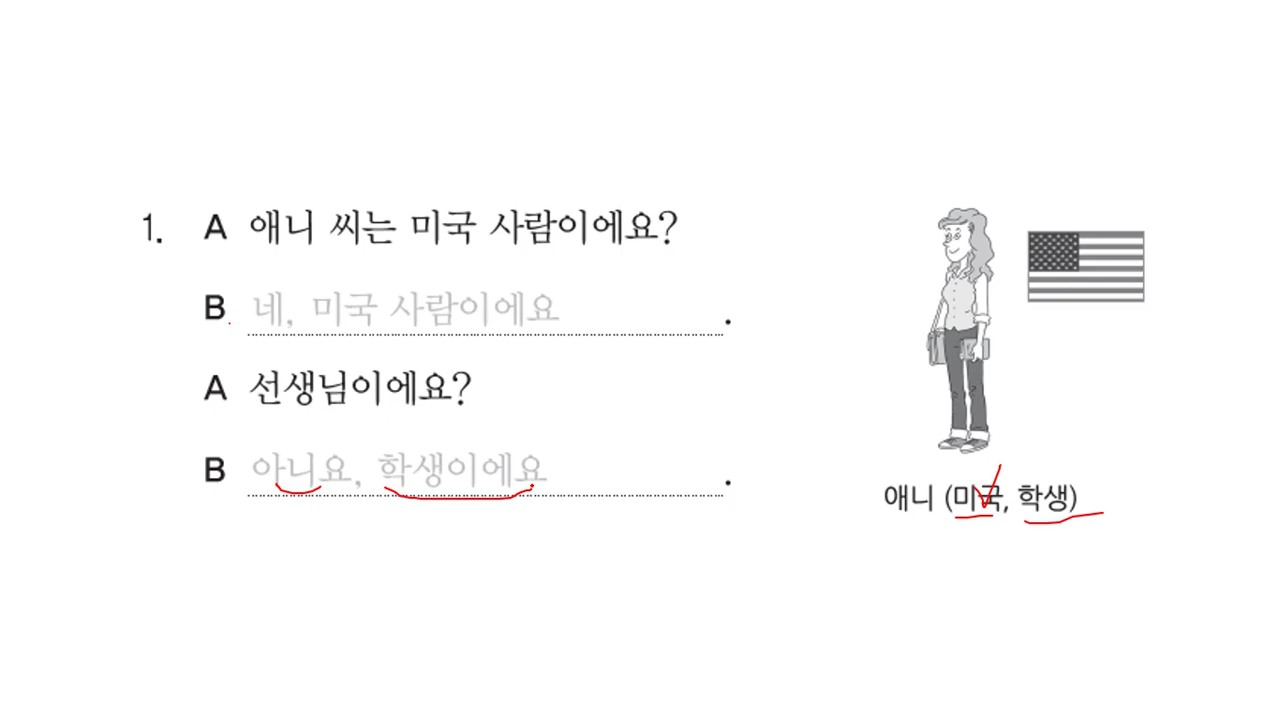 1. A 애니 씨는 미국 사람이에요?
B 네, 미국 사람이에요.
A 선생님이에요?
B 아니요, 학생이에요.
애니 (미국, 학생)